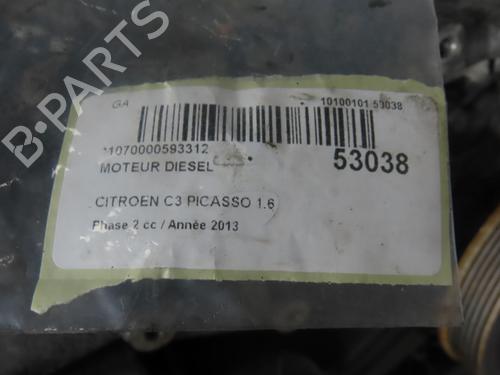 GA
10100101 53038
11070000593312
53038
MOTEUR DIESEL
CITROEN C3 PICASSO 1.6
Phase 2 cc / Année 2013
B-PARTS